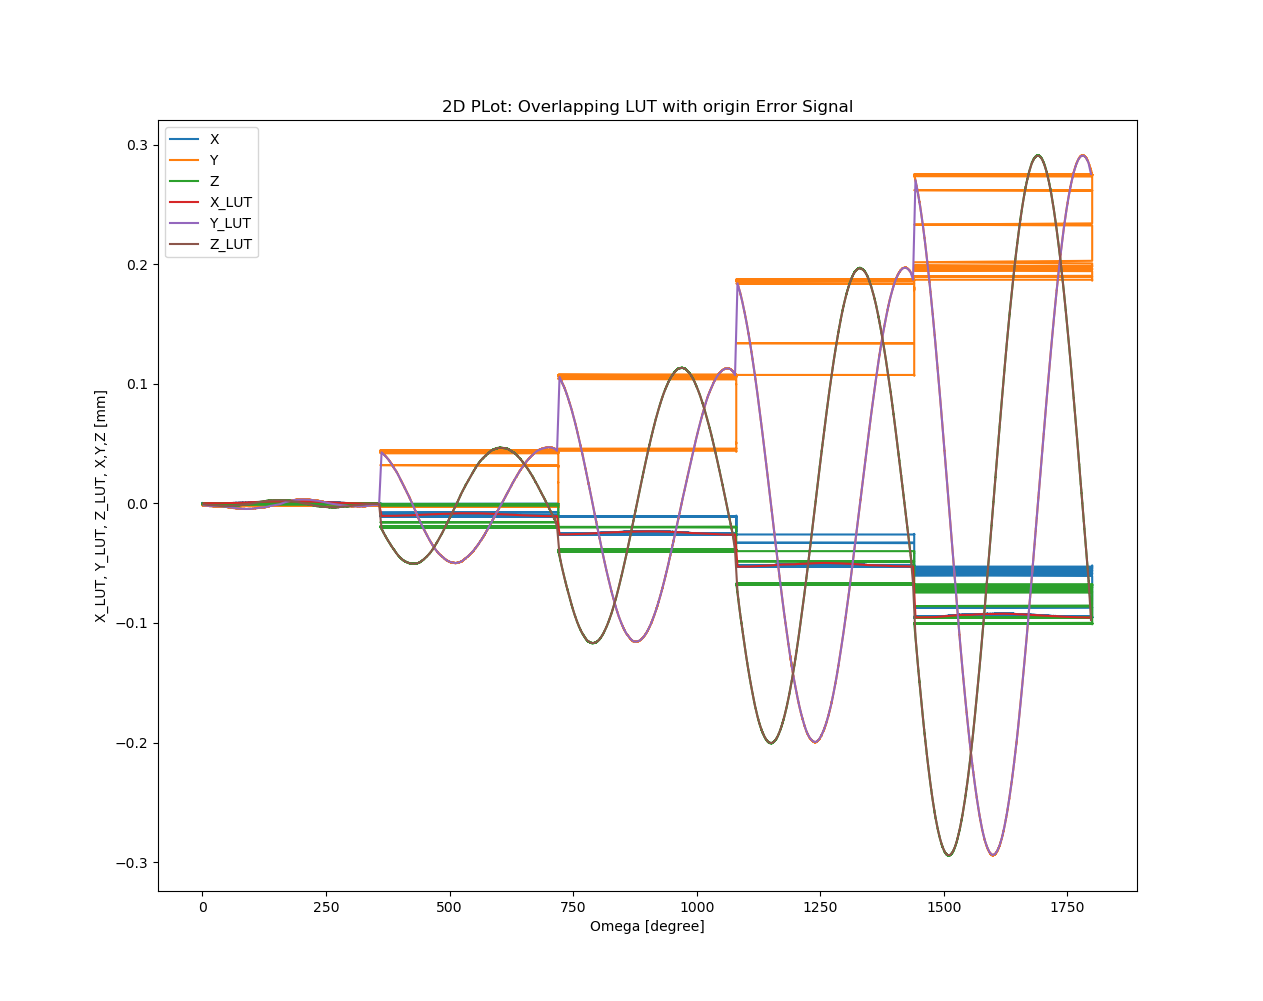 2D PLot: Overlapping LUT with origin Error Signal
X
Y
Z
X_LUT
Y_LUT
Z_LUT
0.3
0.2
0.1
0.0
−0.1
−0.2
−0.3
X_LUT, Y_LUT, Z_LUT, X,Y,Z [mm]
0 250 500 750 1000 1250 1500 1750
Omega [degree]